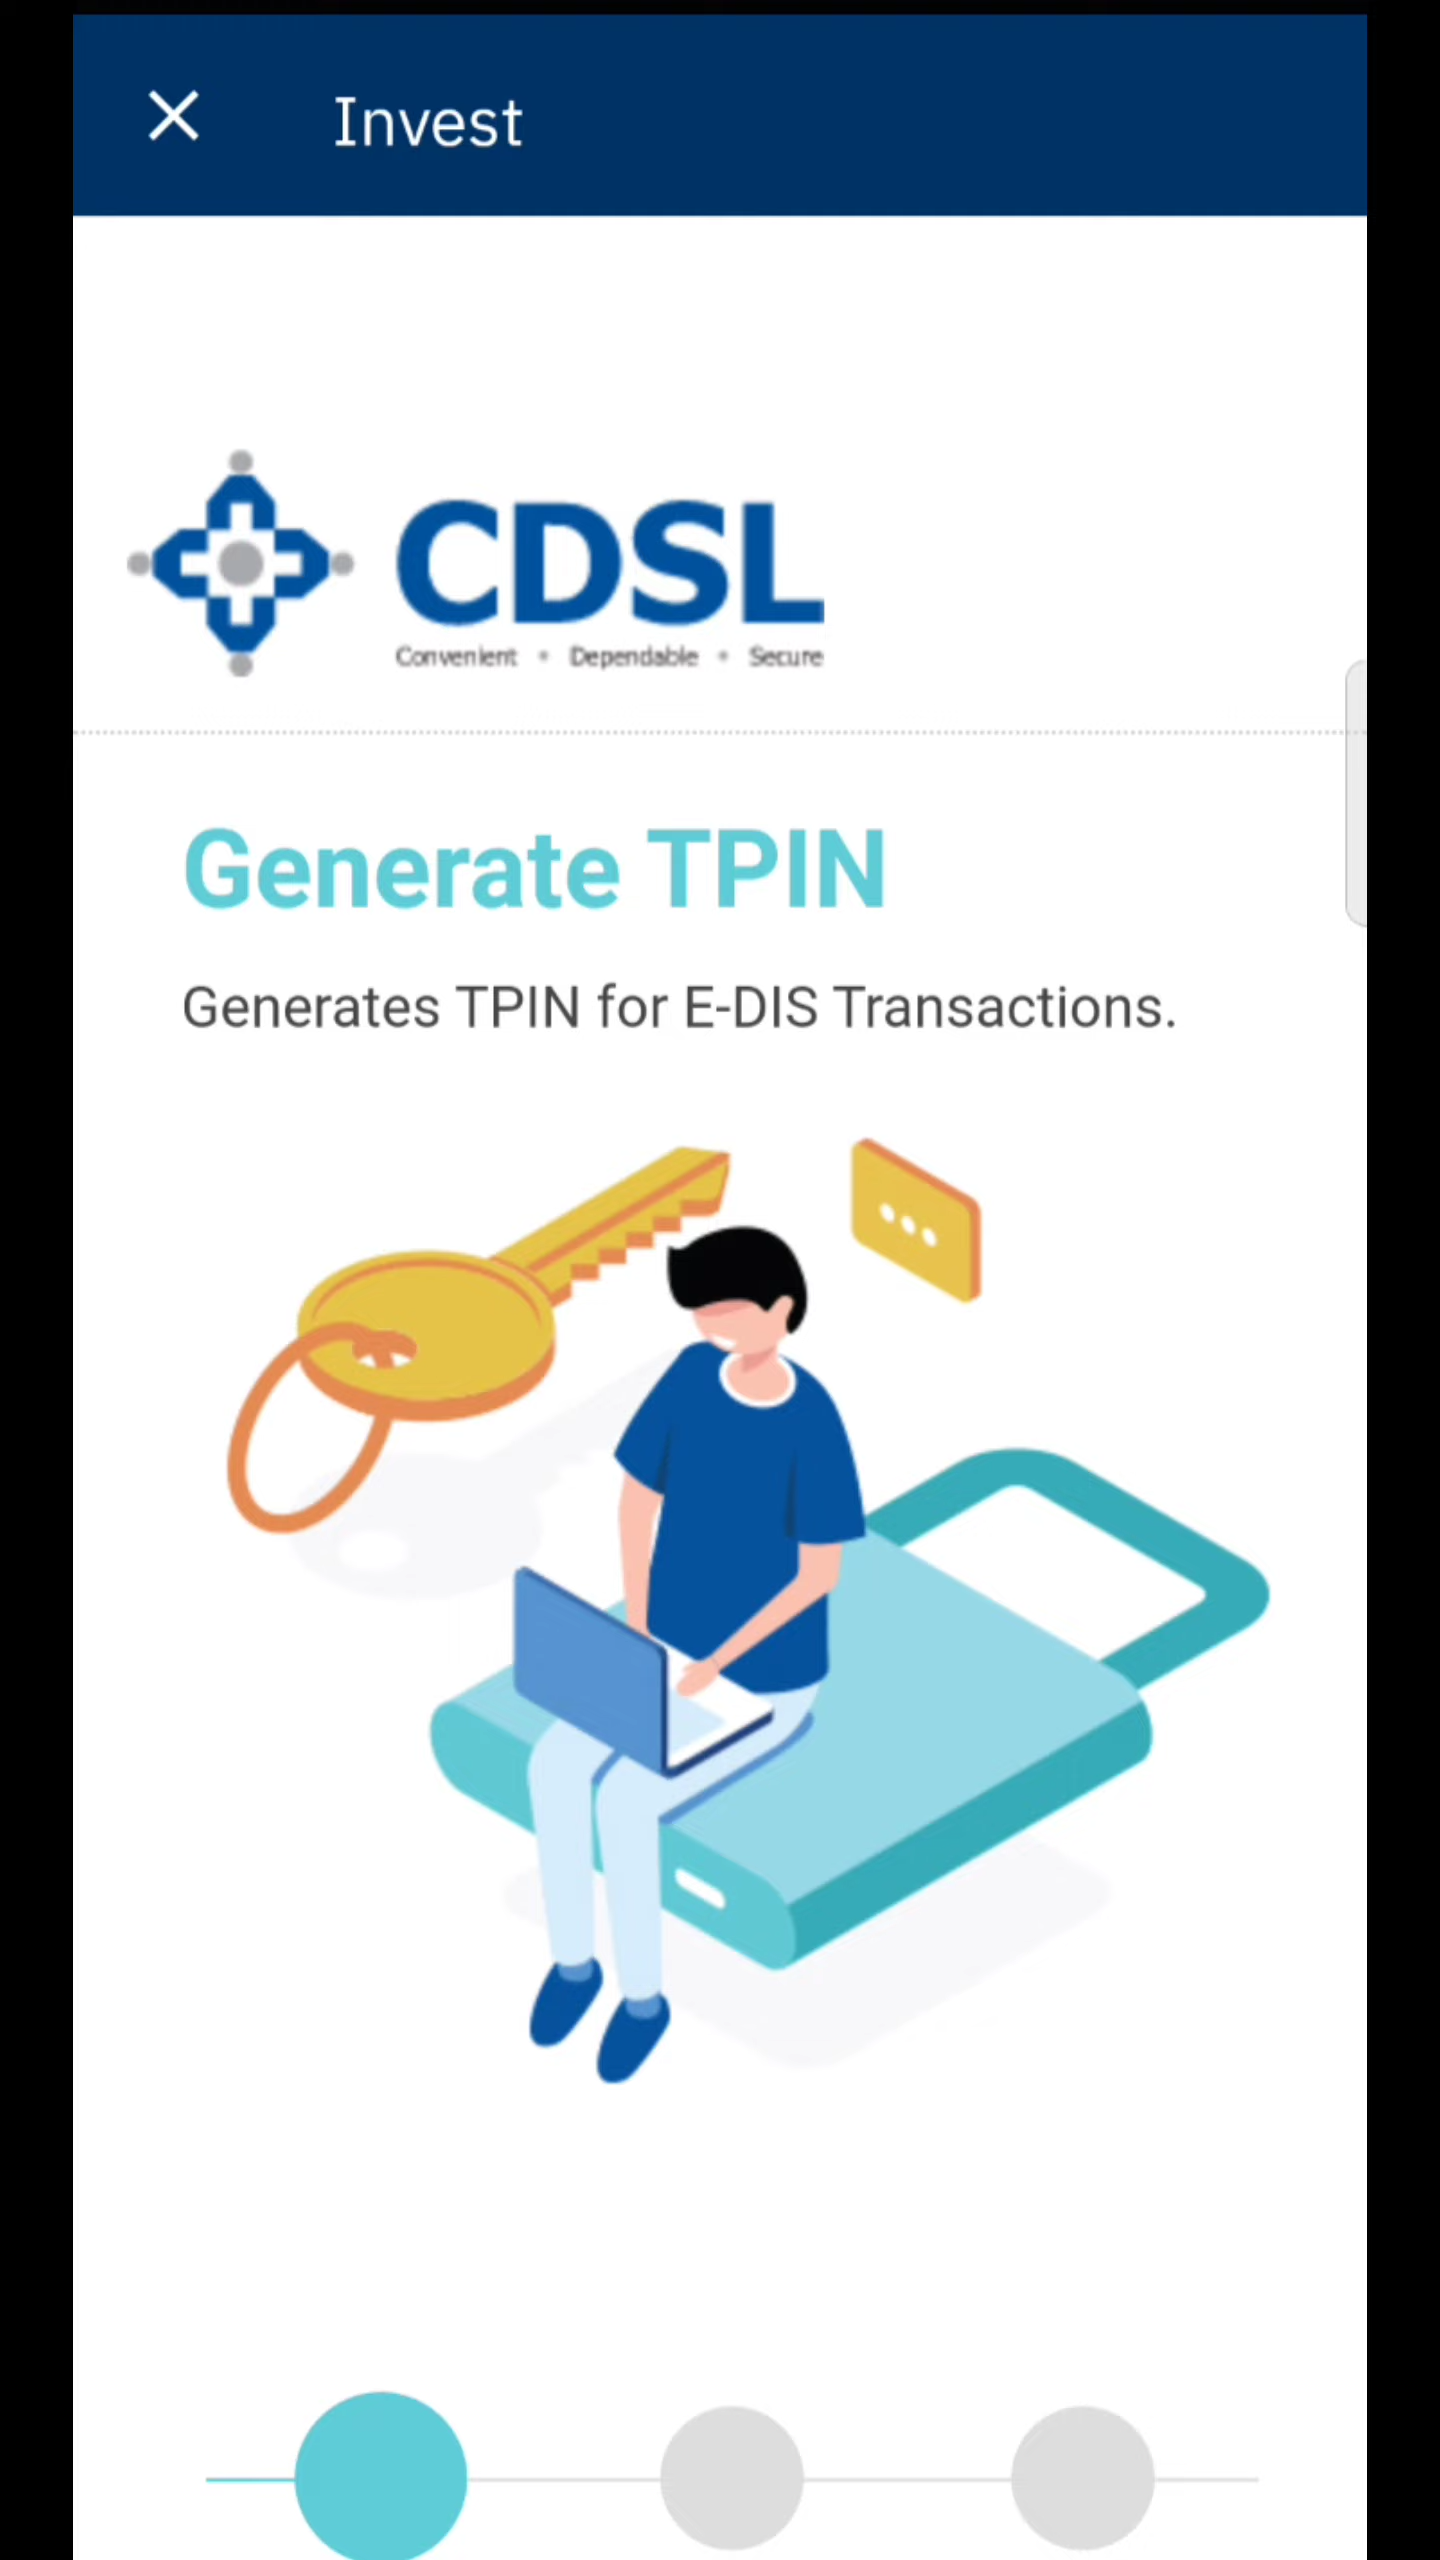 Invest
CDSL
Convenient • Dependable • Secure
Generate TPIN
Generates TPIN for E-DIS Transactions.